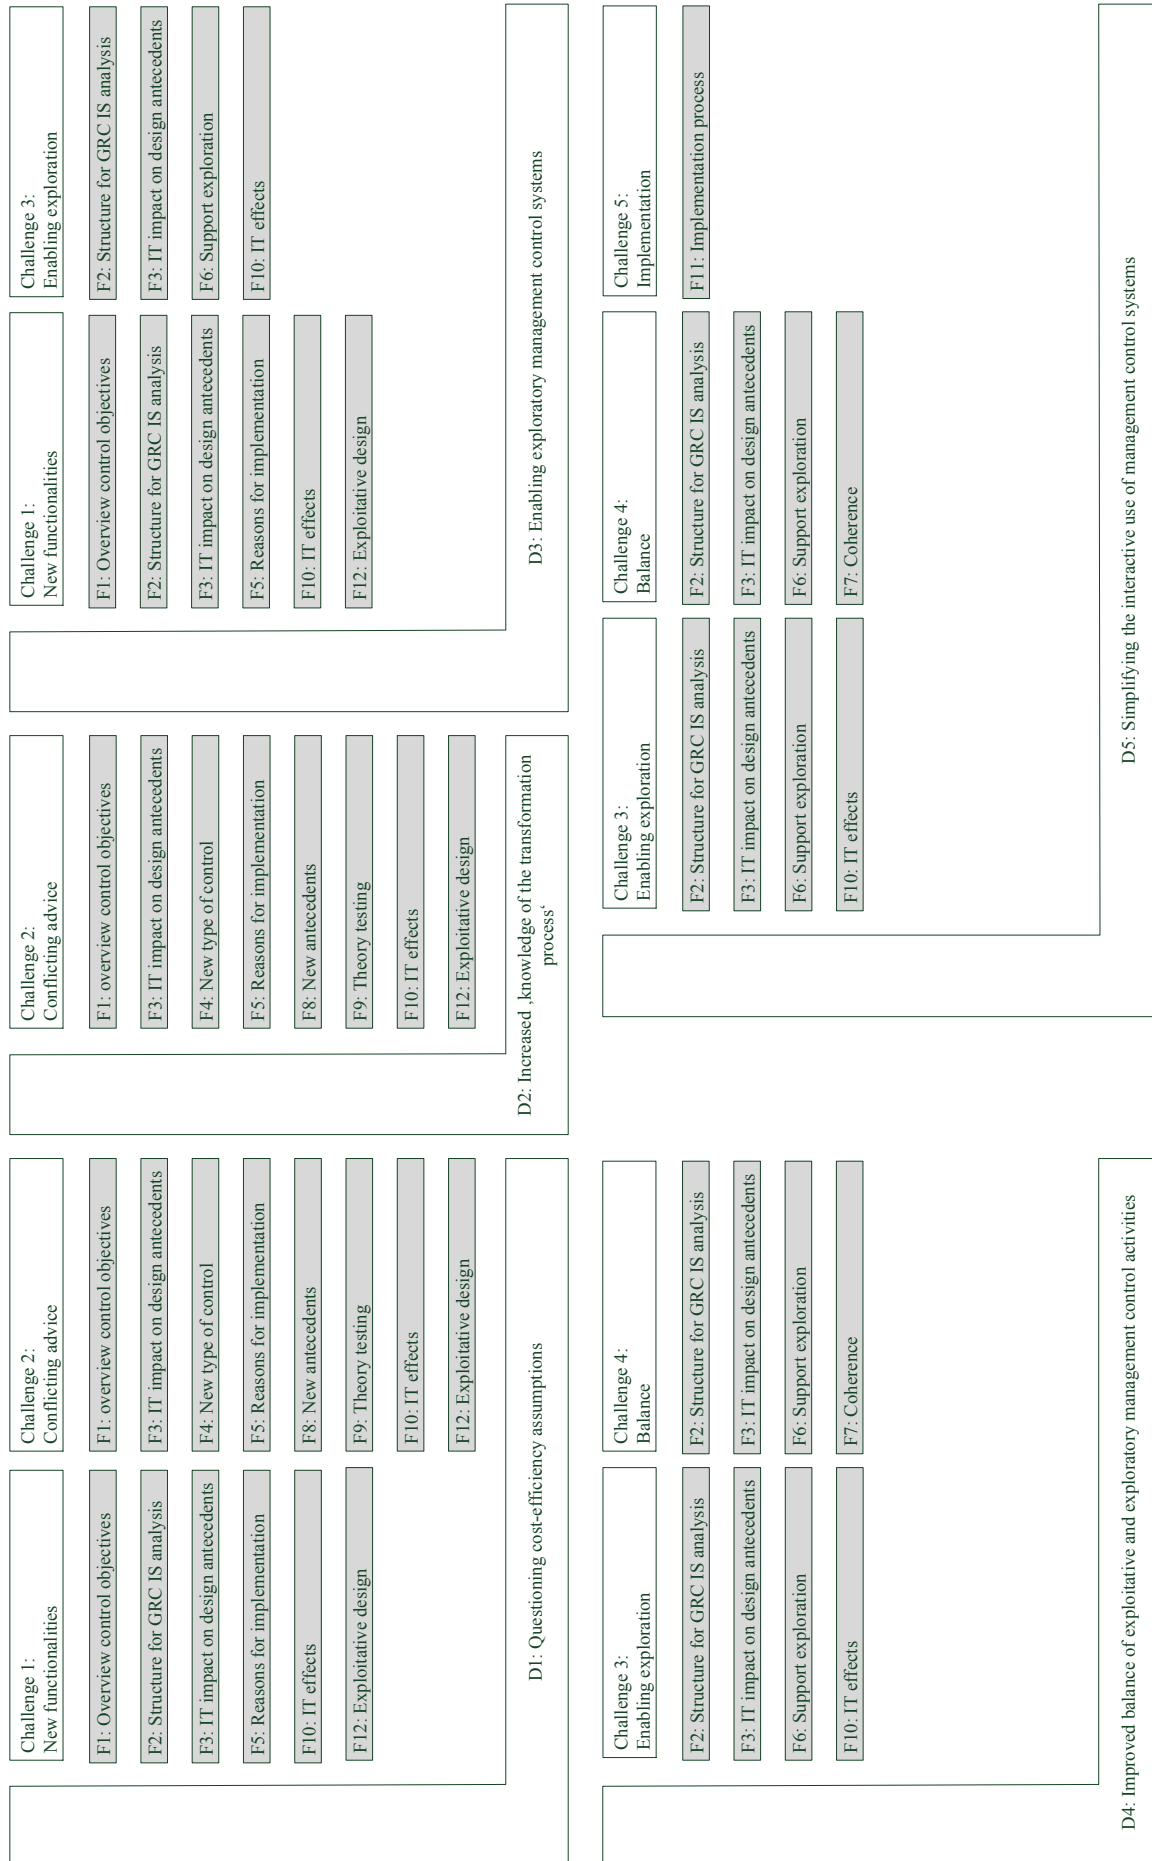 Challenge 1:
New functionalities
F1: Overview control objectives
F2: Structure for GRC IS analysis
F3: IT impact on design antecedents
F5: Reasons for implementation
F10: IT effects
F12: Exploitative design
Challenge 2:
Conflicting advice
F1: overview control objectives
F3: IT impact on design antecedents
F4: New type of control
F5: Reasons for implementation
F8: New antecedents
F9: Theory testing
F10: IT effects
F12: Exploitative design
D1: Questioning cost-efficiency assumptions
Challenge 2:
Conflicting advice
F1: overview control objectives
F3: IT impact on design antecedents
F4: New type of control
F5: Reasons for implementation
F8: New antecedents
F9: Theory testing
F10: IT effects
F12: Exploitative design
D2: Increased ‚knowledge of the transformation
process‘
Challenge 1:
New functionalities
F1: Overview control objectives
F2: Structure for GRC IS analysis
F3: IT impact on design antecedents
F5: Reasons for implementation
F10: IT effects
F12: Exploitative design
Challenge 3:
Enabling exploration
F2: Structure for GRC IS analysis
F3: IT impact on design antecedents
F6: Support exploration
F10: IT effects
D3: Enabling exploratory management control systems
Challenge 3:
Enabling exploration
F2: Structure for GRC IS analysis
F3: IT impact on design antecedents
F6: Support exploration
F10: IT effects
Challenge 4:
Balance
F2: Structure for GRC IS analysis
F3: IT impact on design antecedents
F6: Support exploration
F7: Coherence
D4: Improved balance of exploitative and exploratory management control activities
Challenge 3:
Enabling exploration
F2: Structure for GRC IS analysis
F3: IT impact on design antecedents
F6: Support exploration
F10: IT effects
Challenge 4:
Balance
F2: Structure for GRC IS analysis
F3: IT impact on design antecedents
F6: Support exploration
F7: Coherence
Challenge 5:
Implementation
F11: Implementation process
D5: Simplifying the interactive use of management control systems